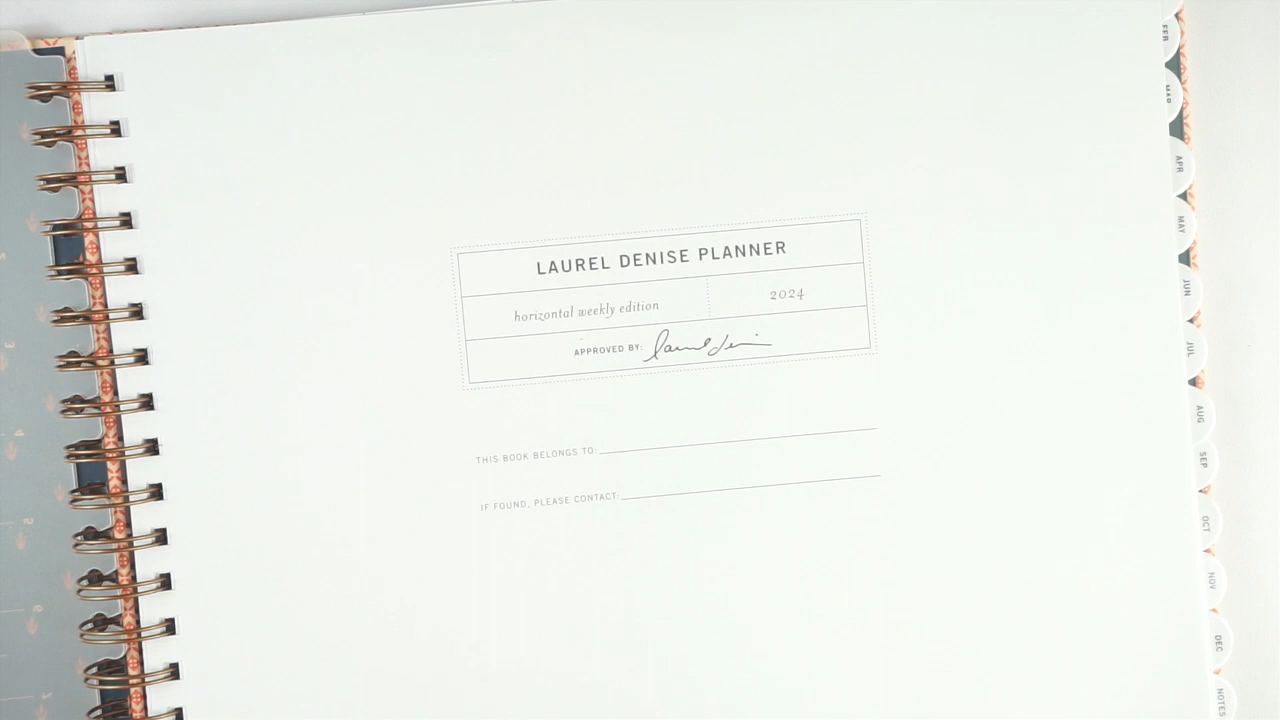 LAUREL DENISE PLANNER
horizontal weekly edition
2024
APPROVED BY:
THIS BOOK BELONGS TO:
IF FOUND, PLEASE CONTACT:
FEB
MAR
APR
MAY
JUN
JUL
AUG
SEP
OCT
NOV
DEC
NOTES